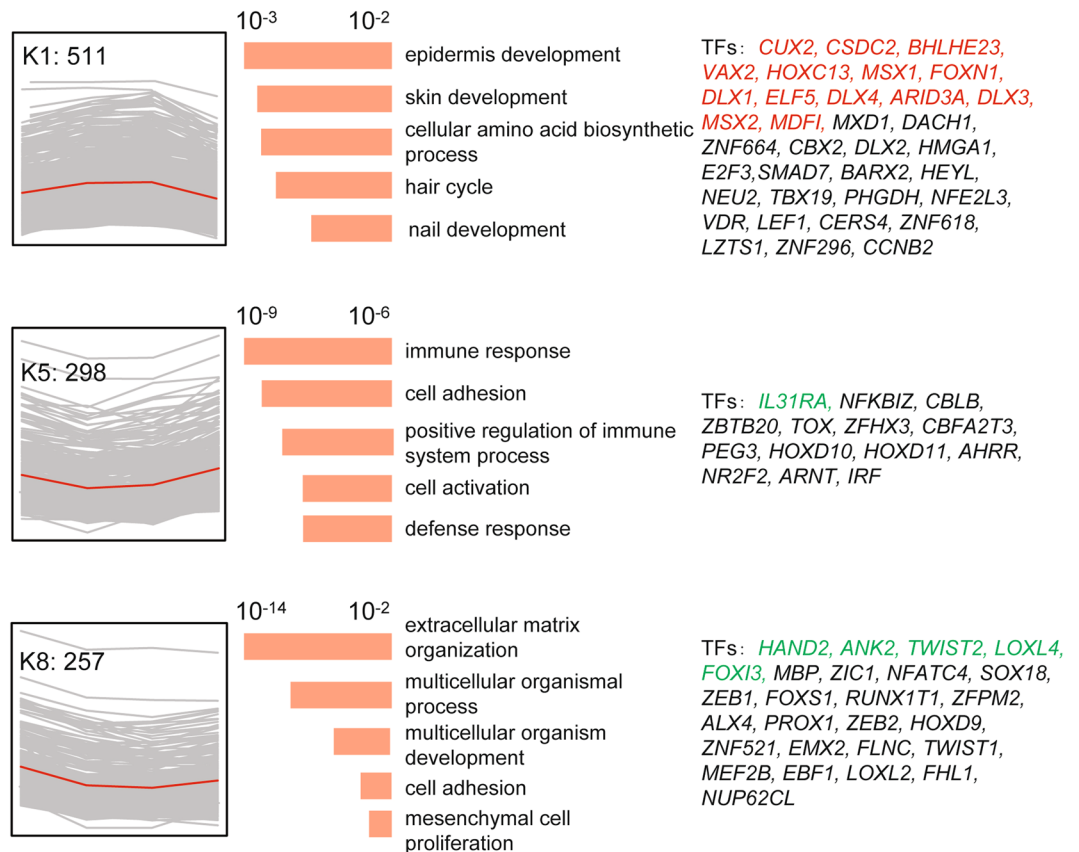 10-3 10-2
K1: 511
epidermis development
skin development
cellular amino acid biosynthetic
process
hair cycle
nail development
TFs: CUX2, CSDC2, BHLHE23,
VAX2, HOXC13, MSX1, FOXN1,
DLX1, ELF5, DLX4, ARID3A, DLX3,
MSX2, MDFI, MXD1, DACH1,
ZNF664, CBX2, DLX2, HMGA1,
E2F3,SMAD7, BARX2, HEYL,
NEU2, TBX19, PHGDH, NFE2L3,
VDR, LEF1, CERS4, ZNF618,
LZTS1, ZNF296, CCNB2
10-9 10-6
K5: 298
immune response
cell adhesion
positive regulation of immune
system process
cell activation
defense response
TFs: IL31RA, NFKBIZ, CBLB,
ZBTB20, TOX, ZFHX3, CBFA2T3,
PEG3, HOXD10, HOXD11, AHRR,
NR2F2, ARNT, IRF
10-14 10-2
K8: 257
extracellular matrix
organization
multicellular organismal
process
multicellular organism
development
cell adhesion
mesenchymal cell
proliferation
TFs: HAND2, ANK2, TWIST2, LOXL4,
FOXI3, MBP, ZIC1, NFATC4, SOX18,
ZEB1, FOXS1, RUNX1T1, ZFPM2,
ALX4, PROX1, ZEB2, HOXD9,
ZNF521, EMX2, FLNC, TWIST1,
MEF2B, EBF1, LOXL2, FHL1,
NUP62CL